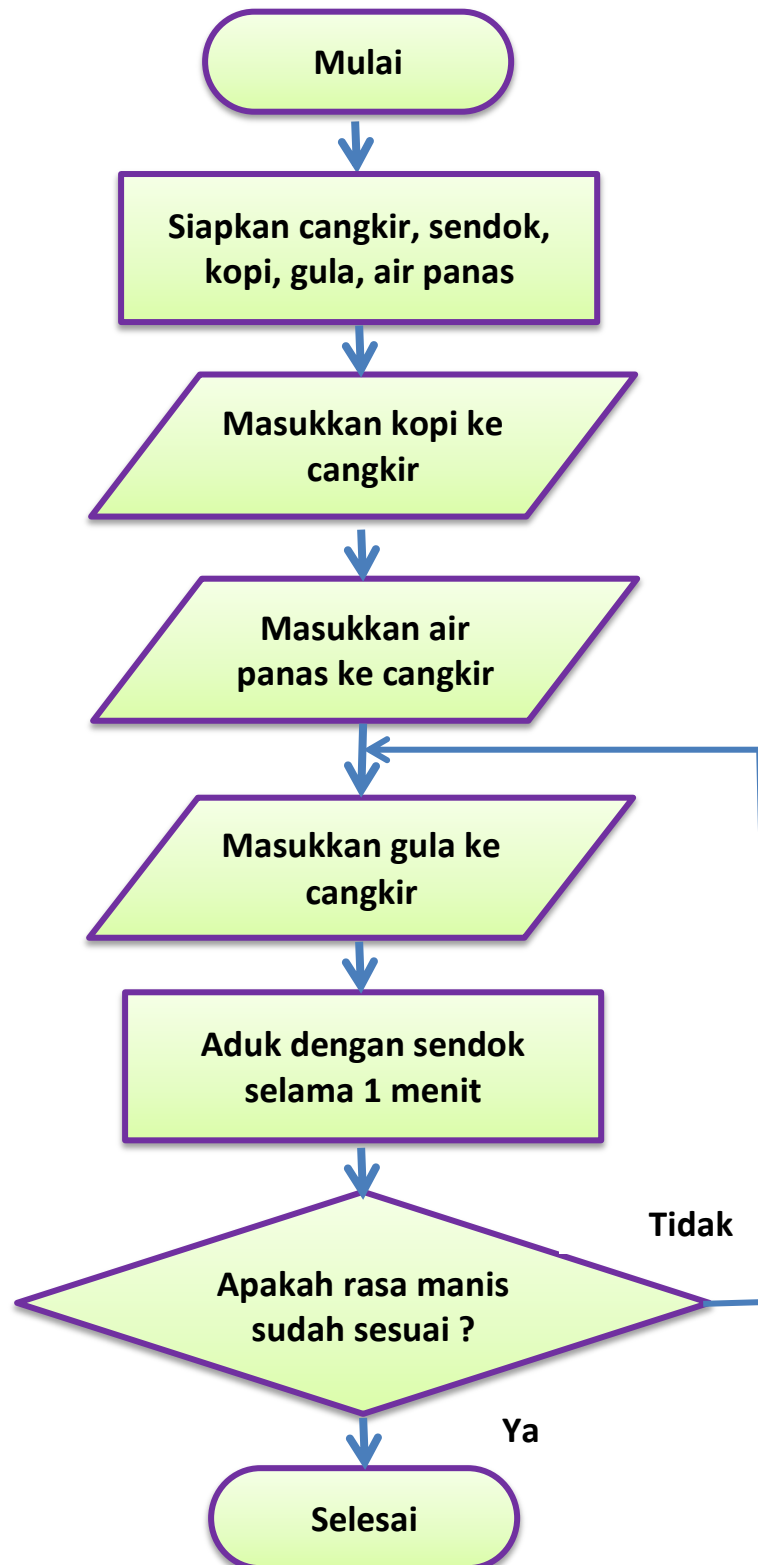 Mulai
Siapkan cangkir, sendok,
kopi, gula, air panas
Masukkan kopi ke
cangkir
Masukkan air
panas ke cangkir
Masukkan gula ke
cangkir
Aduk dengan sendok
selama 1 menit
Tidak
Apakah rasa manis
sudah sesuai ?
Ya
Selesai